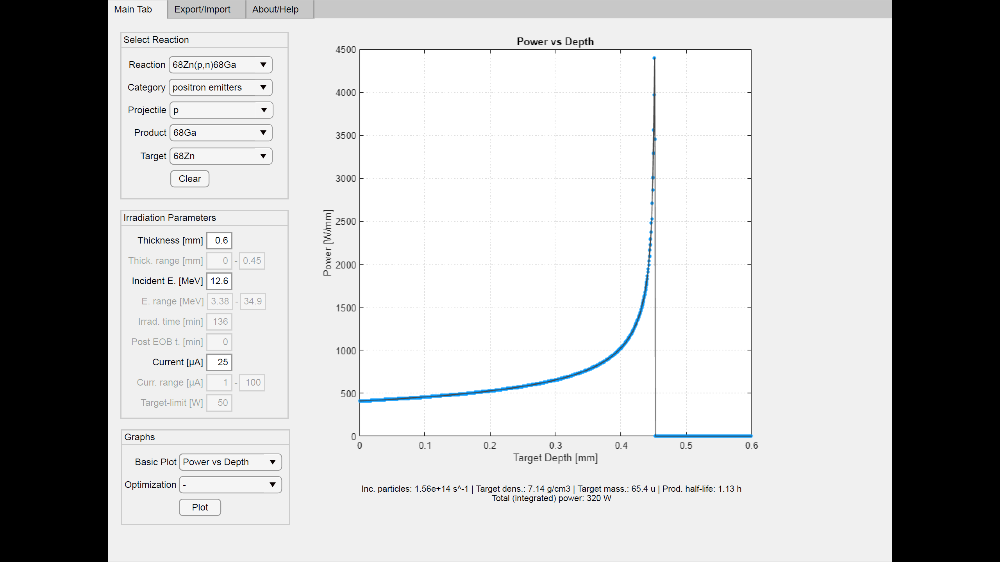 Main Tab
Export/Import
About/Help
Select Reaction
Reaction 68Zn(p,n)68Ga
Category positron emitters
Projectile p
Product 68Ga
Target 68Zn
Clear
Irradiation Parameters
Thickness [mm] 0.6
Thick. range [mm] 0 - 0.45
Incident E. [MeV] 12.6
E. range [MeV] 3.38 - 34.9
Irrad. time [min] 136
Post EOB t. [min] 0
Current [µA] 25
Curr. range [µA] 1 - 100
Target-limit [W] 50
Graphs
Basic Plot Power vs Depth
Optimization -
Plot
Power vs Depth
Power [W/mm]
4500
4000
3500
3000
2500
2000
1500
1000
500
0
0 0.1 0.2 0.3 0.4 0.5 0.6
Target Depth [mm]
Inc. particles: 1.56e+14 s^-1 | Target dens.: 7.14 g/cm3 | Target mass.: 65.4 u | Prod. half-life: 1.13 h
Total (integrated) power: 320 W